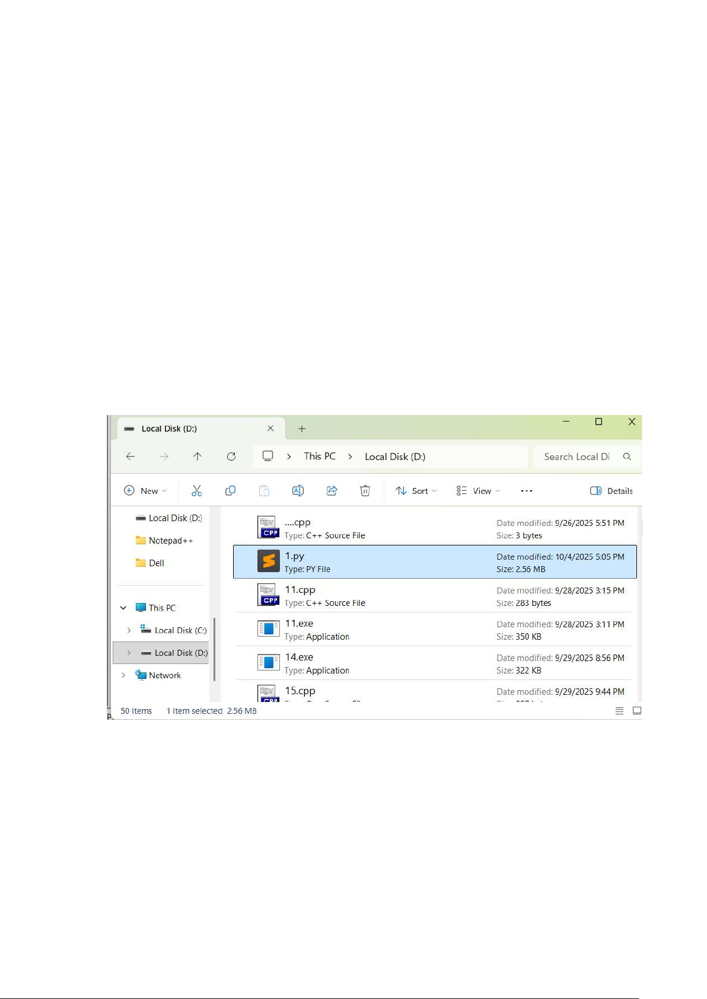 Local Disk (D:)
This PC > Local Disk (D:)
Search Local Di
New
Sort
View
Details
Local Disk (D:)
Notepad++
Dell
This PC
Local Disk (C:)
Local Disk (D:)
Network
....cpp
Type: C++ Source File
Date modified: 9/26/2025 5:51 PM
Size: 3 bytes
1.py
Type: PY File
Date modified: 10/4/2025 5:05 PM
Size: 2.56 MB
11.cpp
Type: C++ Source File
Date modified: 9/28/2025 3:15 PM
Size: 283 bytes
11.exe
Type: Application
Date modified: 9/28/2025 3:11 PM
Size: 350 KB
14.exe
Type: Application
Date modified: 9/29/2025 8:56 PM
Size: 322 KB
15.cpp
Date modified: 9/29/2025 9:44 PM
50 items
1 item selected 2.56 MB